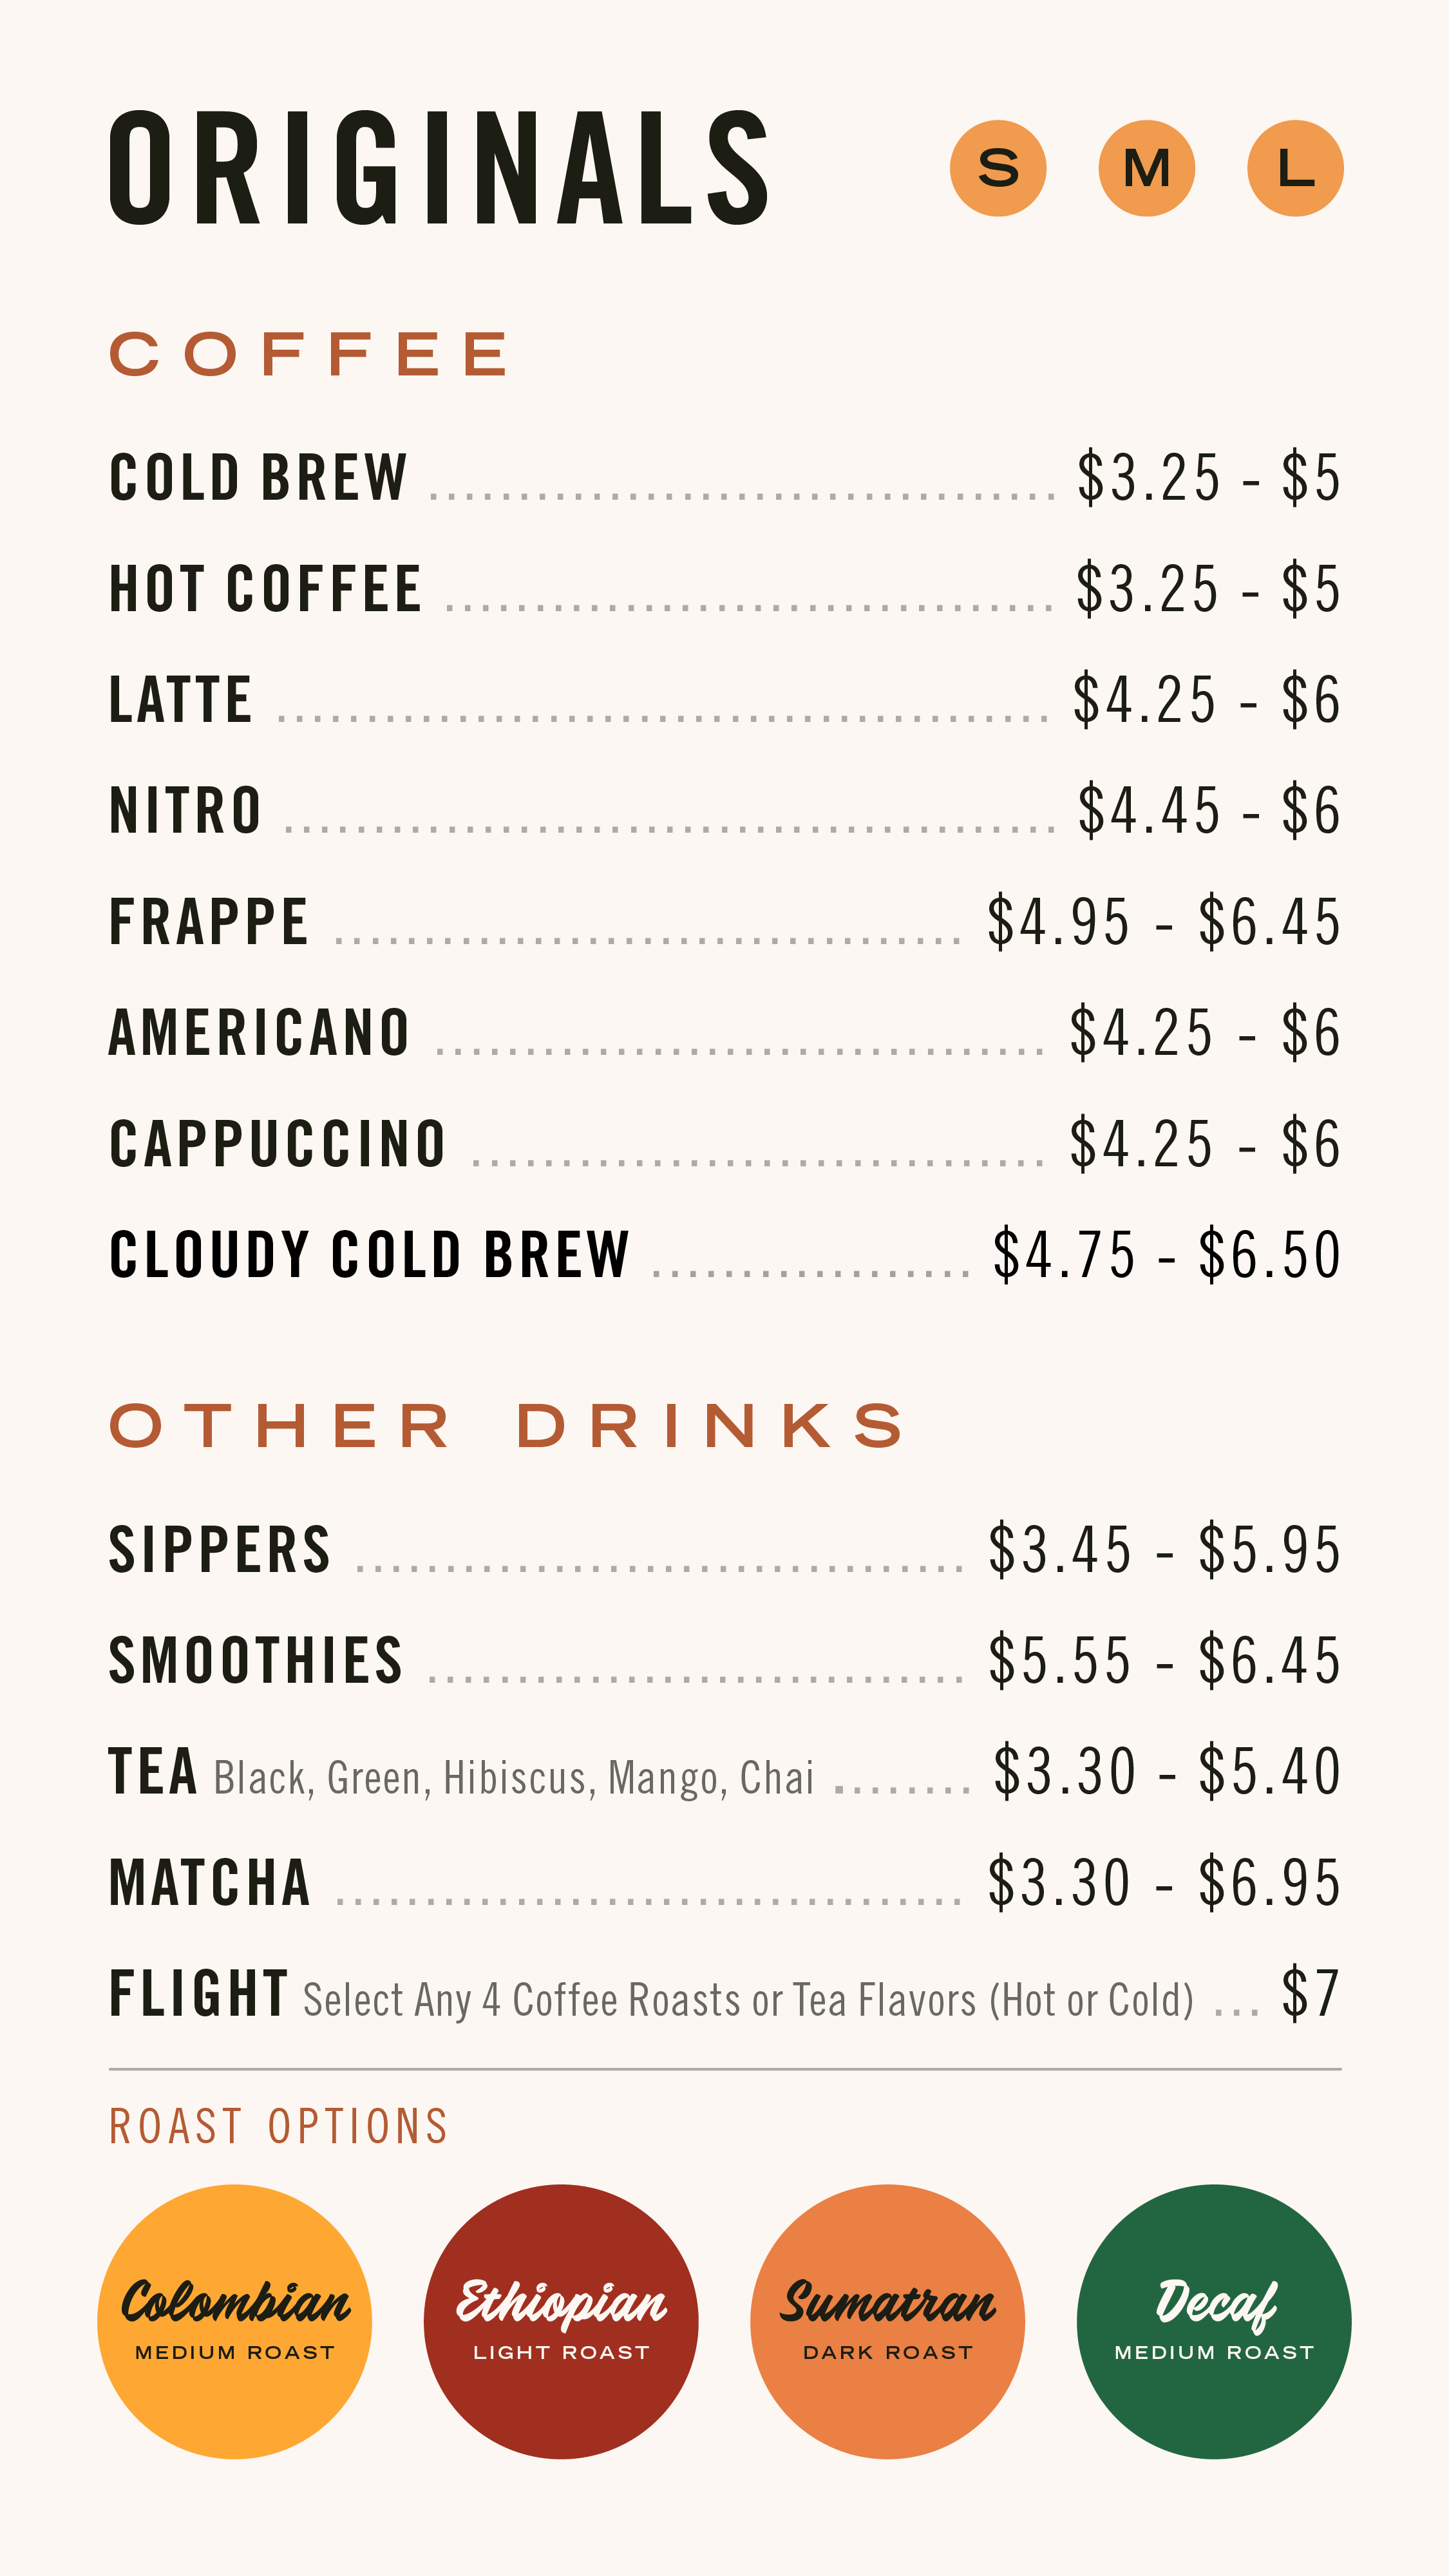 ORIGINALS S M L
COFFEE
COLD BREW ................................... $3.25 - $5
HOT COFFEE .................................. $3.25 - $5
LATTE ........................................... $4.25 - $6
NITRO ........................................... $4.45 - $6
FRAPPE ................................... $4.95 - $6.45
AMERICANO .................................. $4.25 - $6
CAPPUCCINO ................................ $4.25 - $6
CLOUDY COLD BREW .................. $4.75 - $6.50
OTHER DRINKS
SIPPERS .................................. $3.45 - $5.95
SMOOTHIES .............................. $5.55 - $6.45
TEA Black, Green, Hibiscus, Mango, Chai ........ $3.30 - $5.40
MATCHA ................................... $3.30 - $6.95
FLIGHT Select Any 4 Coffee Roasts or Tea Flavors (Hot or Cold) ... $7
ROAST OPTIONS
Colombian
MEDIUM ROAST
Ethiopian
LIGHT ROAST
Sumatran
DARK ROAST
Decaf
MEDIUM ROAST